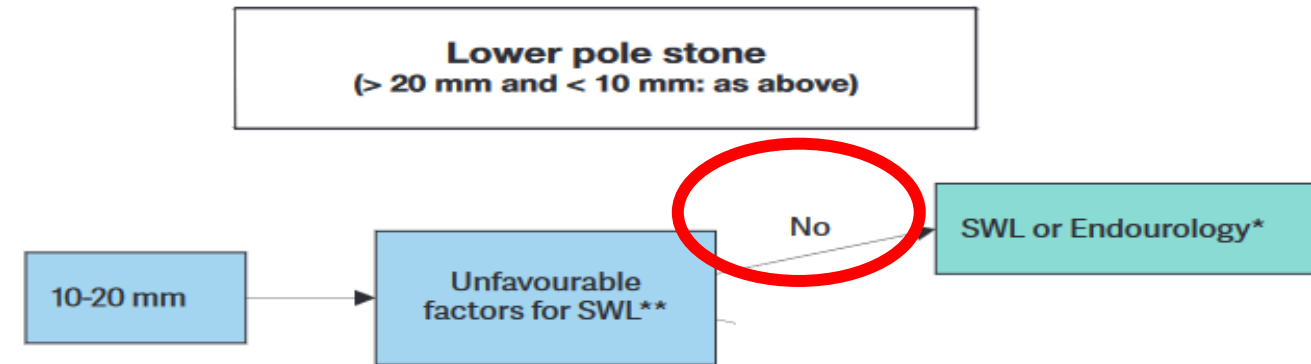 Lower pole stone
(> 20 mm and < 10 mm: as above)
No
SWL or Endourology*
10-20 mm
Unfavourable
factors for SWL**